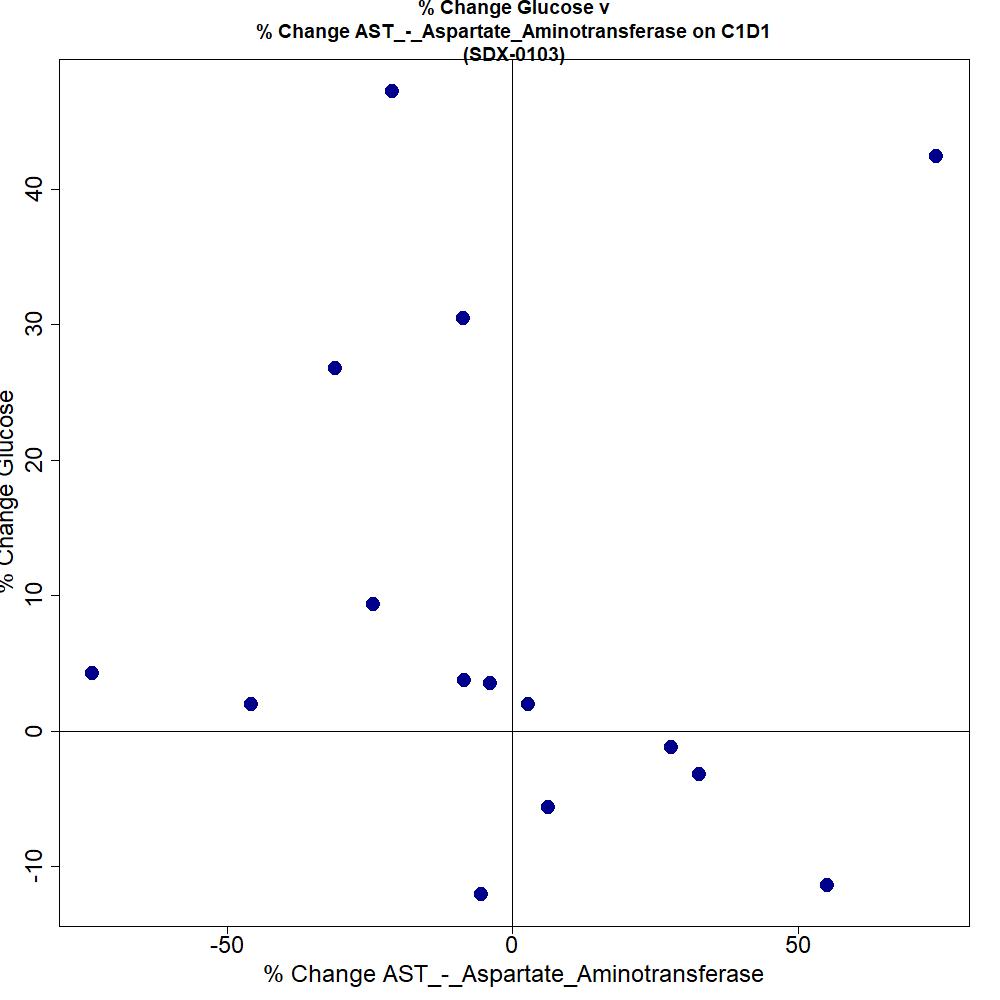 % Change Glucose v
% Change AST_-_Aspartate_Aminotransferase on C1D1
(SDX-0103)
% Change Glucose
40
30
20
10
0
-10
-50
0
50
% Change AST_-_Aspartate_Aminotransferase